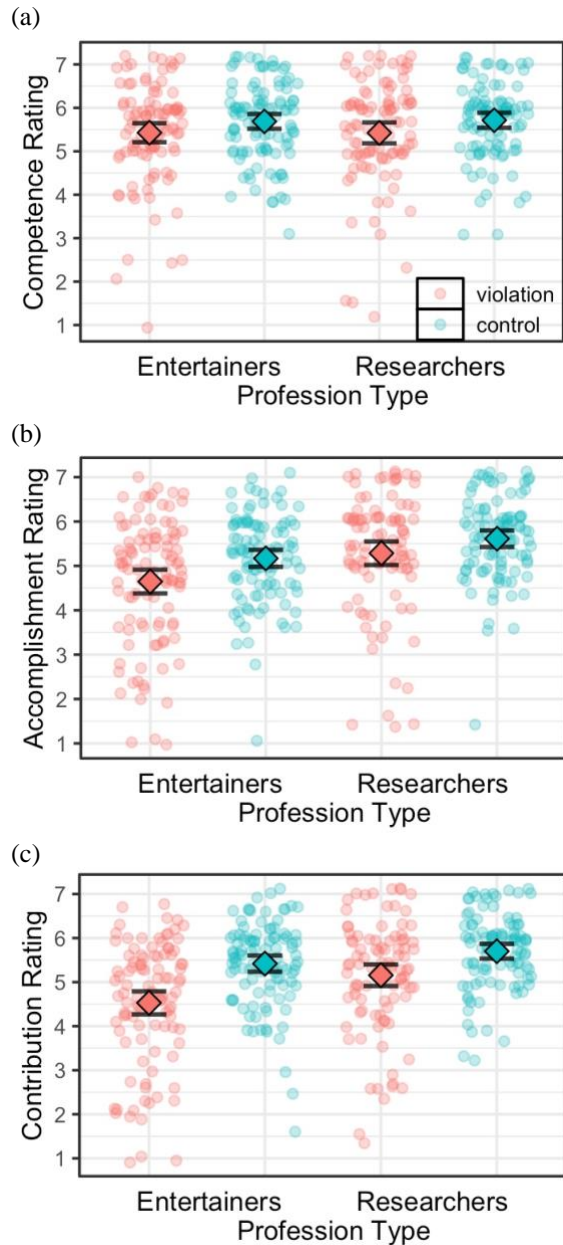 (a)
Competence Rating
7
6
5
4
3
2
1
violation
control
Entertainers
Researchers
Profession Type
(b)
Accomplishment Rating
7
6
5
4
3
2
1
Entertainers
Researchers
Profession Type
(c)
Contribution Rating
7
6
5
4
3
2
1
Entertainers
Researchers
Profession Type